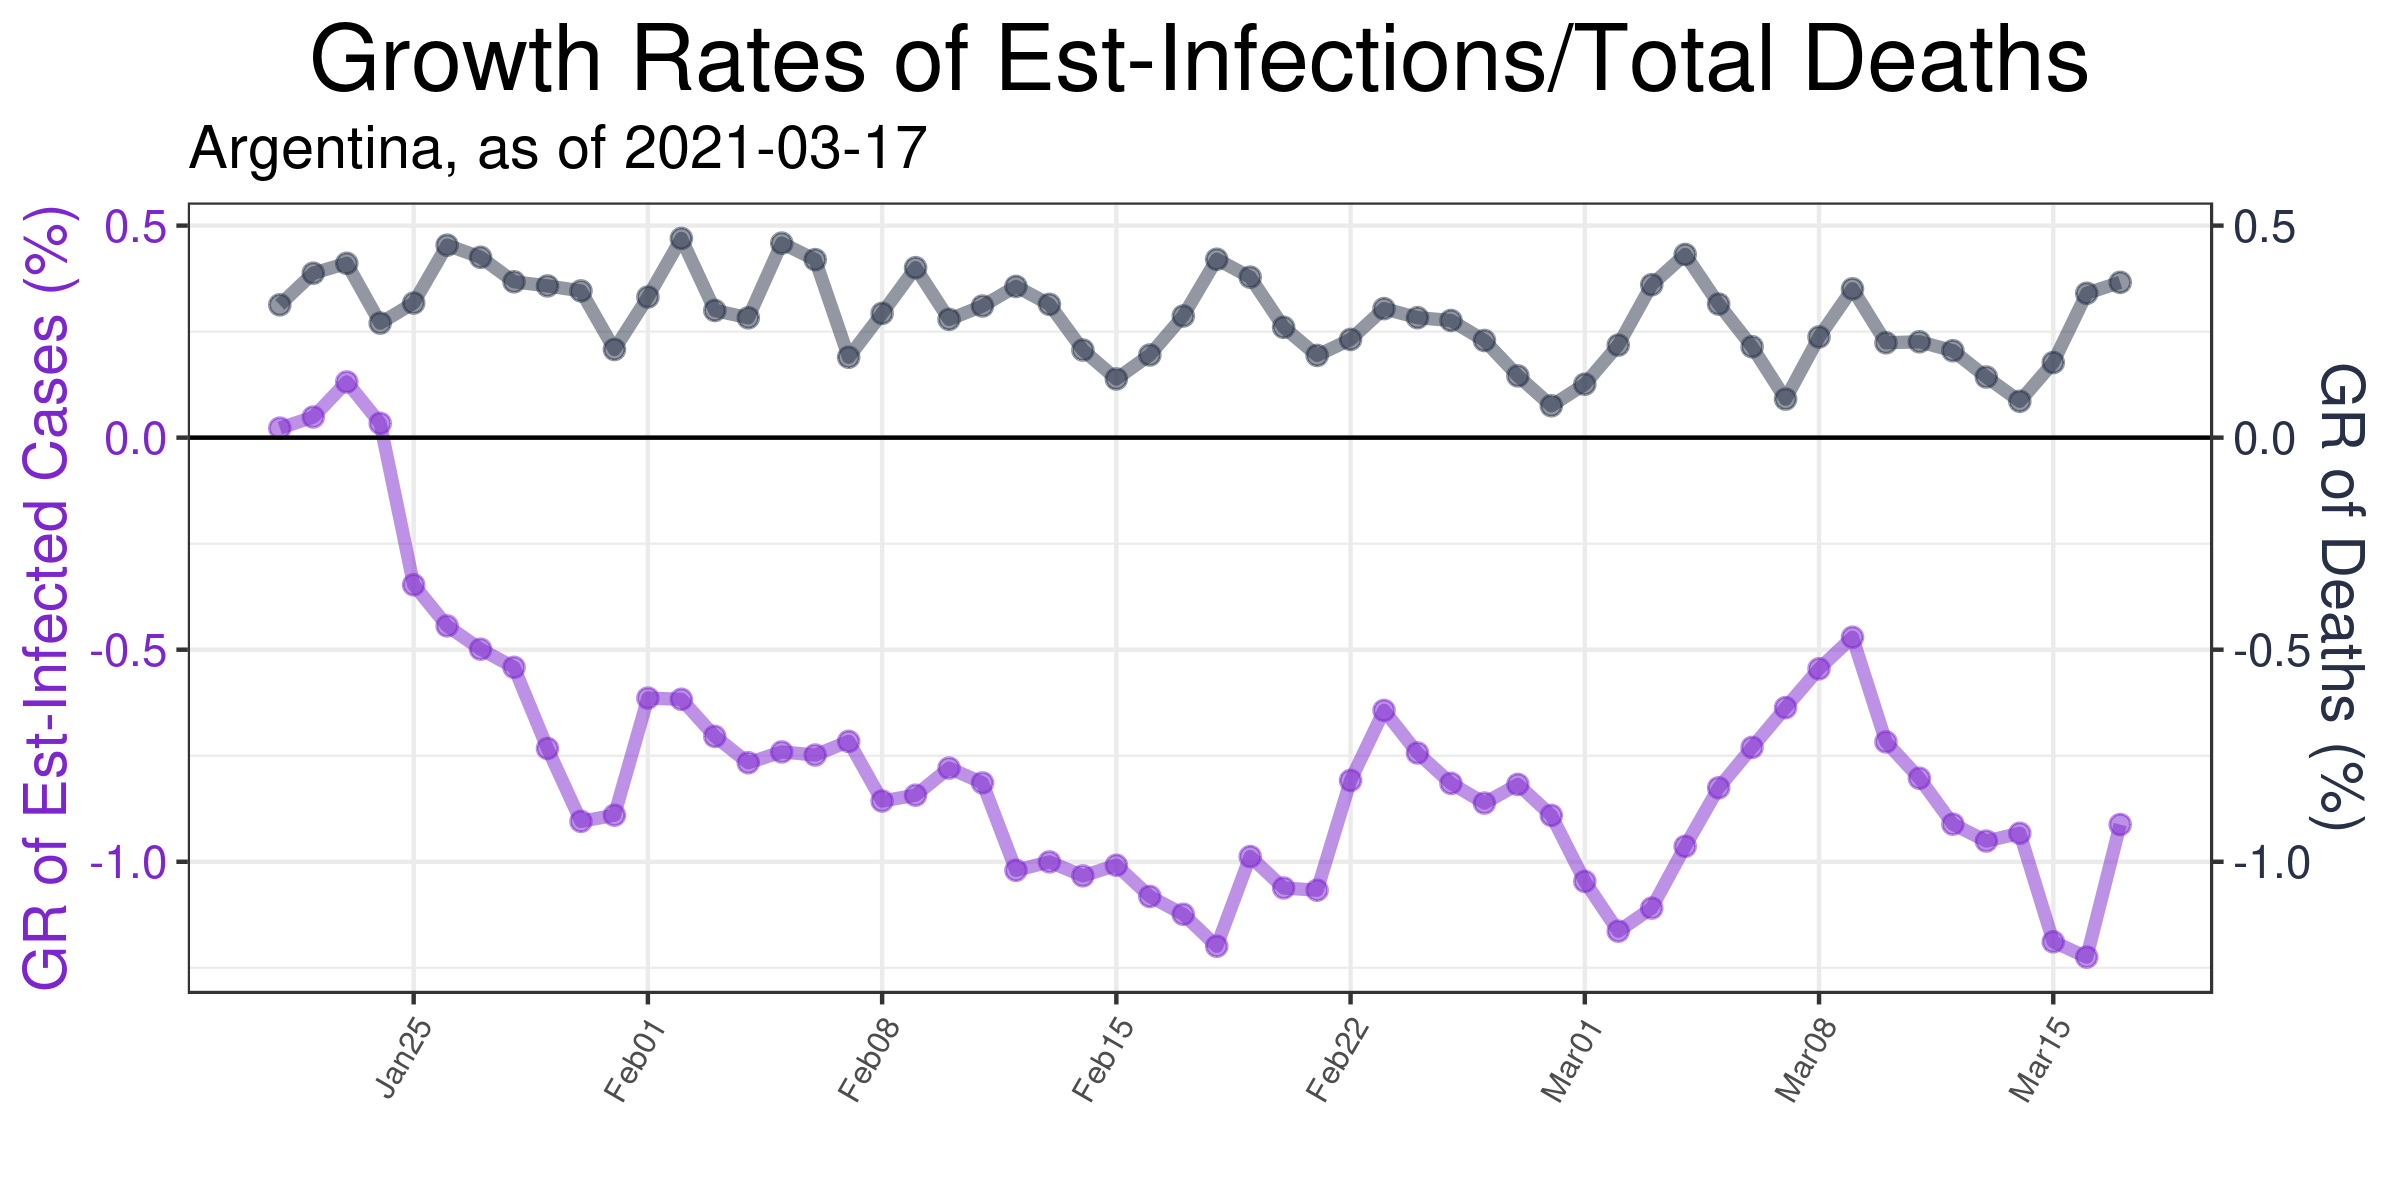 Growth Rates of Est-Infections/Total Deaths
Argentina, as of 2021-03-17
GR of Est-Infected Cases (%)
0.5
0.0
-0.5
-1.0
0.5
0.0
-0.5
-1.0
GR of Deaths (%)
Jan25
Feb01
Feb08
Feb15
Feb22
Mar01
Mar08
Mar15